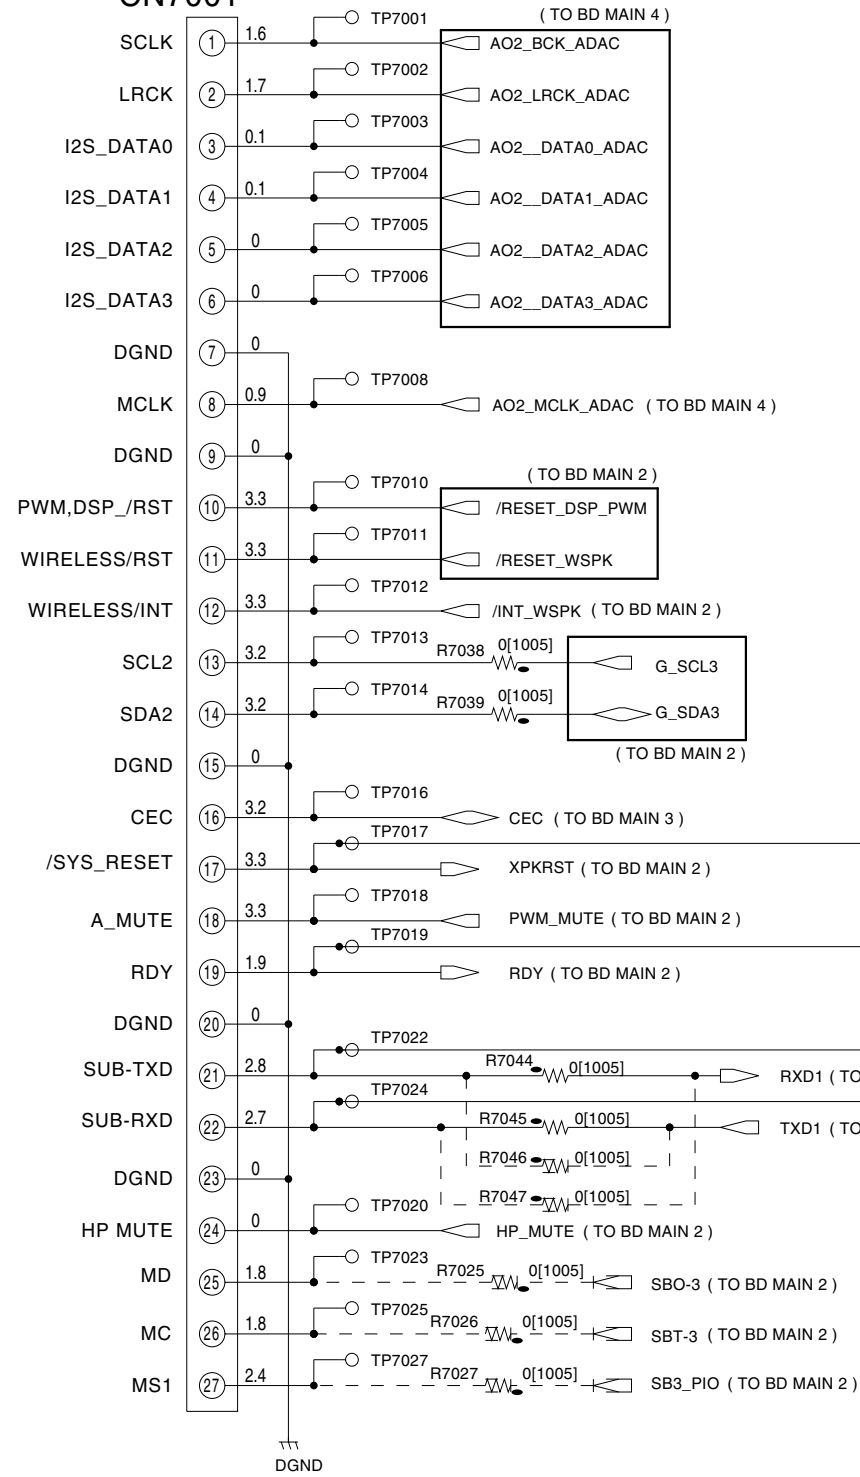 CN7001
TP7001 ( TO BD MAIN 4 )
SCLK 1 1.6 AO2_BCK_ADAC
TP7002
LRCK 2 1.7 AO2_LRCK_ADAC
TP7003
I2S_DATA0 3 0.1 AO2__DATA0_ADAC
TP7004
I2S_DATA1 4 0.1 AO2__DATA1_ADAC
TP7005
I2S_DATA2 5 0 AO2__DATA2_ADAC
TP7006
I2S_DATA3 6 0 AO2__DATA3_ADAC
DGND 7 0
TP7008
MCLK 8 0.9 AO2_MCLK_ADAC ( TO BD MAIN 4 )
DGND 9 0
TP7010 ( TO BD MAIN 2 )
PWM,DSP_/RST 10 3.3 /RESET_DSP_PWM
TP7011
WIRELESS/RST 11 3.3 /RESET_WSPK
TP7012
WIRELESS/INT 12 3.3 /INT_WSPK ( TO BD MAIN 2 )
TP7013
SCL2 13 3.2 R7038 0[1005] G_SCL3
TP7014
SDA2 14 3.2 R7039 0[1005] G_SDA3
( TO BD MAIN 2 )
DGND 15 0
TP7016
CEC 16 3.2 CEC ( TO BD MAIN 3 )
TP7017
/SYS_RESET 17 3.3 XPKRST ( TO BD MAIN 2 )
TP7018
A_MUTE 18 3.3 PWM_MUTE ( TO BD MAIN 2 )
TP7019
RDY 19 1.9 RDY ( TO BD MAIN 2 )
DGND 20 0
TP7022
SUB-TXD 21 2.8 R7044 0[1005] RXD1 ( TO
TP7024
SUB-RXD 22 2.7 R7045 0[1005] TXD1 ( TO
R7046 0[1005]
DGND 23 0
R7047 0[1005]
TP7020
HP MUTE 24 0 HP_MUTE ( TO BD MAIN 2 )
TP7023
MD 25 1.8 R7025 0[1005] SBO-3 ( TO BD MAIN 2 )
TP7025
MC 26 1.8 R7026 0[1005] SBT-3 ( TO BD MAIN 2 )
TP7027
MS1 27 2.4 R7027 0[1005] SB3_PIO ( TO BD MAIN 2 )
DGND